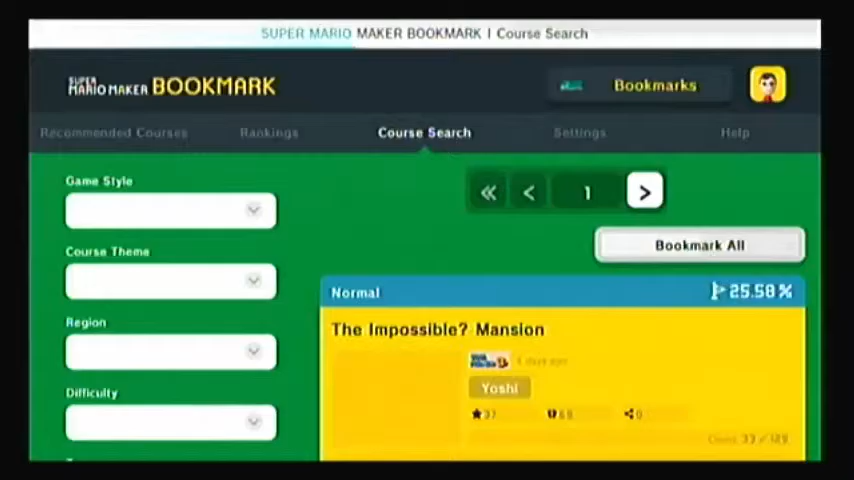 SUPER MARIO MAKER BOOKMARK | Course Search
SUPER MARIO MAKER BOOKMARK
Bookmarks
Recommended Courses
Rankings
Course Search
Settings
Help
Game Style
« < 1 >
Course Theme
Bookmark All
Region
Normal
25.58 %
The Impossible? Mansion
Difficulty
Yoshi